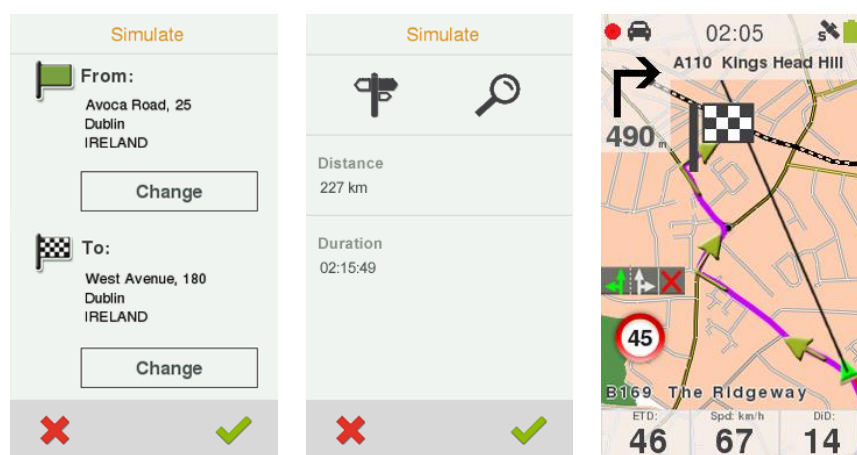 Simulate
From:
Avoca Road, 25
Dublin
IRELAND
Change
To:
West Avenue, 180
Dublin
IRELAND
Change
Simulate
Distance
227 km
Duration
02:15:49
02:05
S
A110 Kings Head Hill
490 m
45
B169 The Ridgeway
ETD: Spd: km/h DiD:
46 67 14